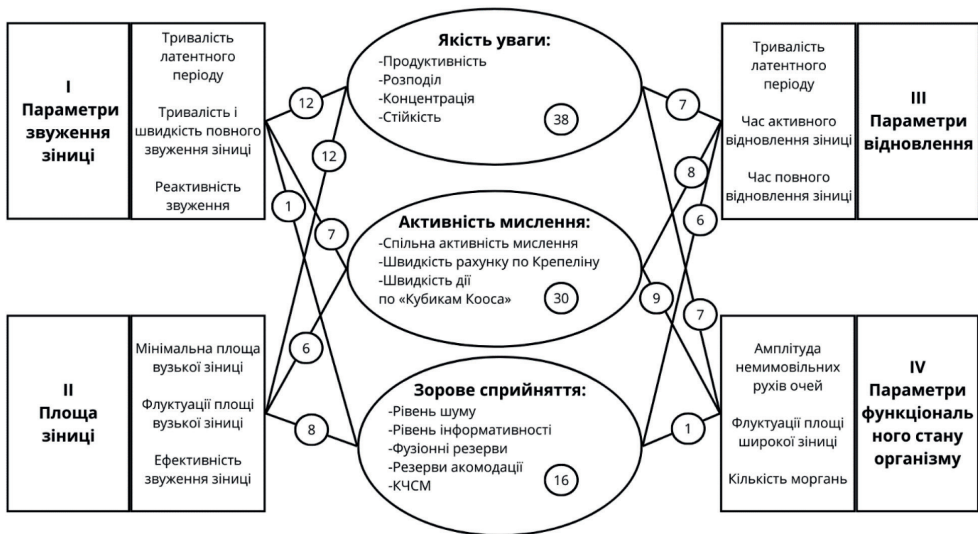 I
Параметри
звуження
зіниці
Тривалість
латентного
періоду
Тривалість і
швидкість повного
звуження зіниці
Реактивність
звуження
II
Площа
зіниці
Мінімальна площа
вузької зіниці
Флуктуації площі
вузької зіниці
Ефективність
звуження зіниці
12
12
1
7
6
8
Якість уваги:
-Продуктивність
-Розподіл
-Концентрація
-Стійкість
38
Активність мислення:
-Спільна активність мислення
-Швидкість рахунку по Крепеліну
-Швидкість дії
по «Кубикам Кооса»
30
Зорове сприйняття:
-Рівень шуму
-Рівень інформативності
-Фузіонні резерви
-Резерви акомодації
-КЧСМ
16
7
8
6
9
7
1
Тривалість
латентного
періоду
Час активного
відновлення зіниці
Час повного
відновлення зіниці
III
Параметри
відновлення
Амплітуда
немимовільних
рухів очей
Флуктуації площі
широкої зіниці
Кількість моргань
IV
Параметри
функціональ
ного стану
організму